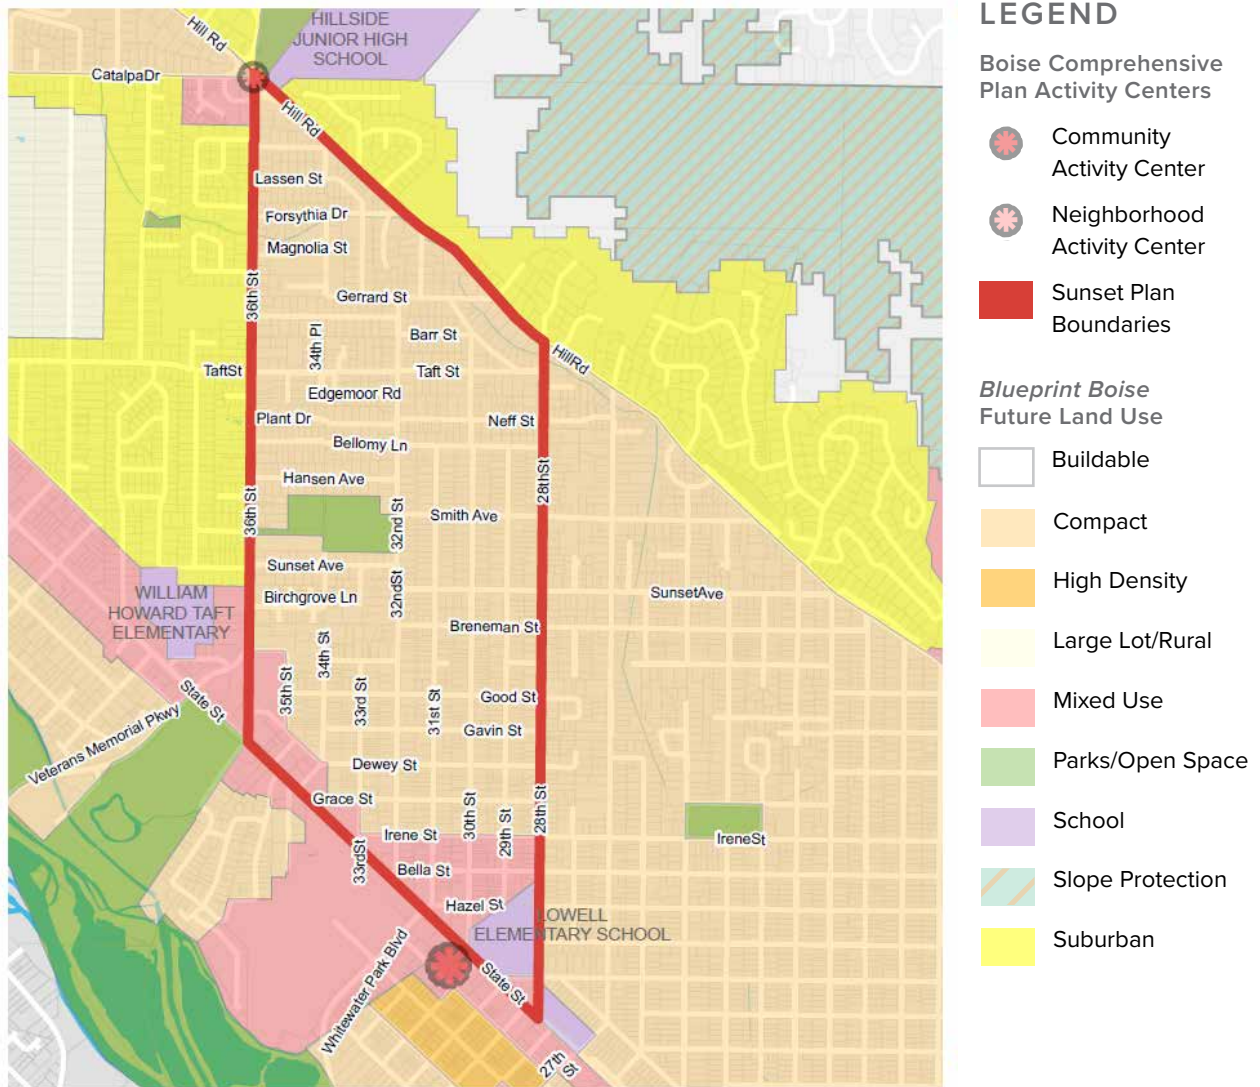 HILLSIDE
JUNIOR HIGH
SCHOOL
Hill Rd
CatalpaDr
Hill Rd
Lassen St
Forsythia Dr
Magnolia St
36th St
Gerrard St
34th Pl
Barr St
HillRd
TaftSt
Taft St
Edgemoor Rd
Plant Dr
Neff St
Bellomy Ln
Hansen Ave
28thSt
36th St
32nd St
Smith Ave
Sunset Ave
WILLIAM
HOWARD TAFT
ELEMENTARY
Birchgrove Ln
32ndSt
SunsetAve
Breneman St
34th St
35th St
33rd St
31st St
Good St
State St
Veterans Memorial Pkwy
Gavin St
Dewey St
Grace St
30th St
29th St
28th St
Irene St
IreneSt
33rdSt
Bella St
Hazel St
LOWELL
ELEMENTARY SCHOOL
Whitewater Park Blvd
State St
27th
St
LEGEND
Boise Comprehensive
Plan Activity Centers
Community
Activity Center
Neighborhood
Activity Center
Sunset Plan
Boundaries
Blueprint Boise
Future Land Use
Buildable
Compact
High Density
Large Lot/Rural
Mixed Use
Parks/Open Space
School
Slope Protection
Suburban